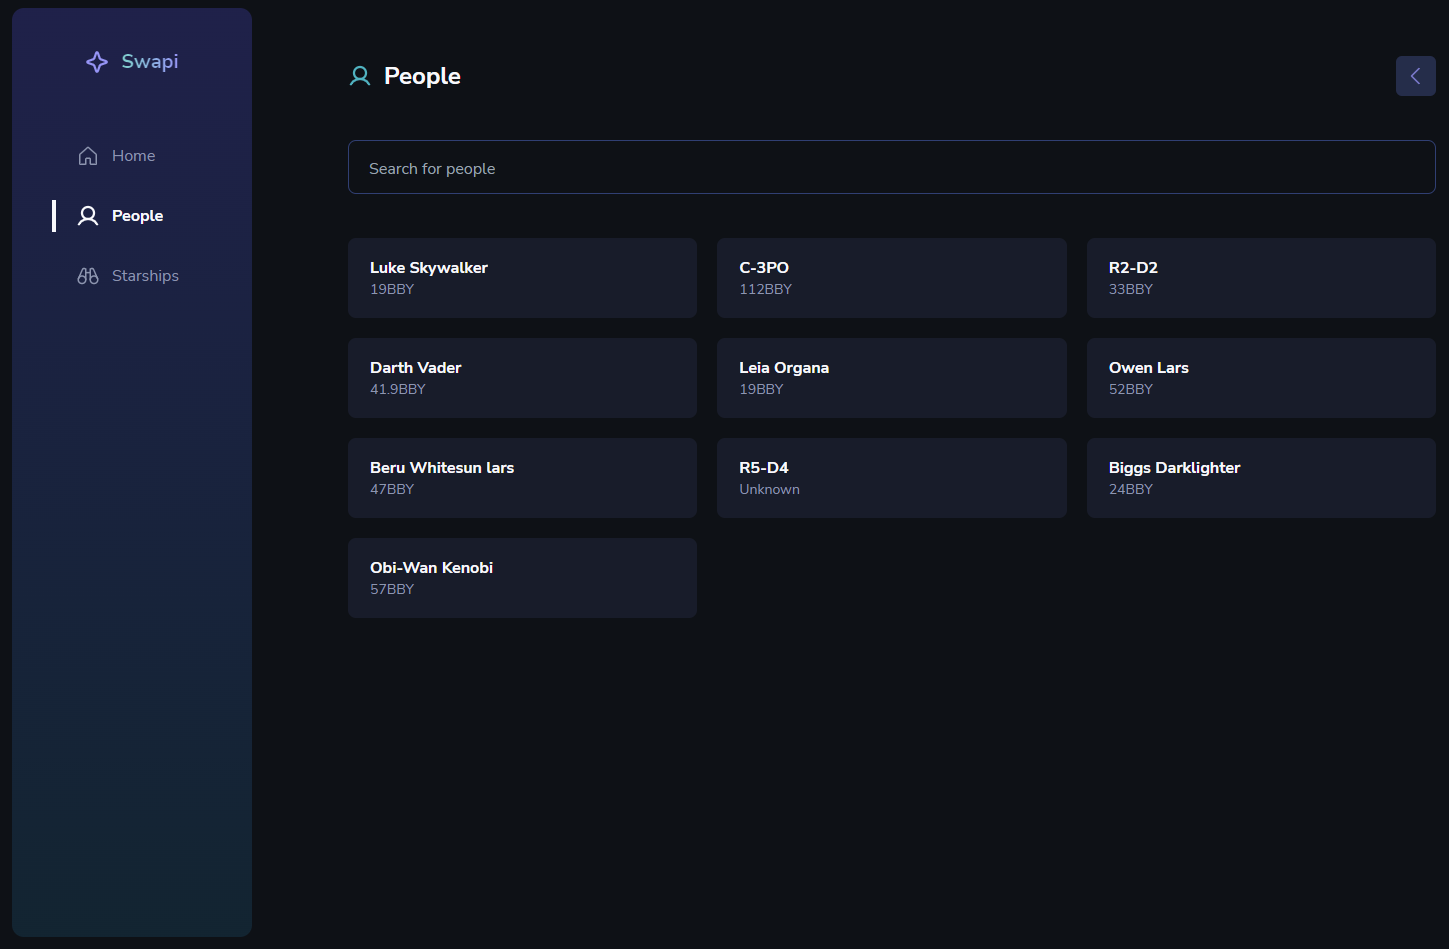 Swapi
Home
People
Starships
People
Search for people
Luke Skywalker
19BBY
C-3PO
112BBY
R2-D2
33BBY
Darth Vader
41.9BBY
Leia Organa
19BBY
Owen Lars
52BBY
Beru Whitesun lars
47BBY
R5-D4
Unknown
Biggs Darklighter
24BBY
Obi-Wan Kenobi
57BBY